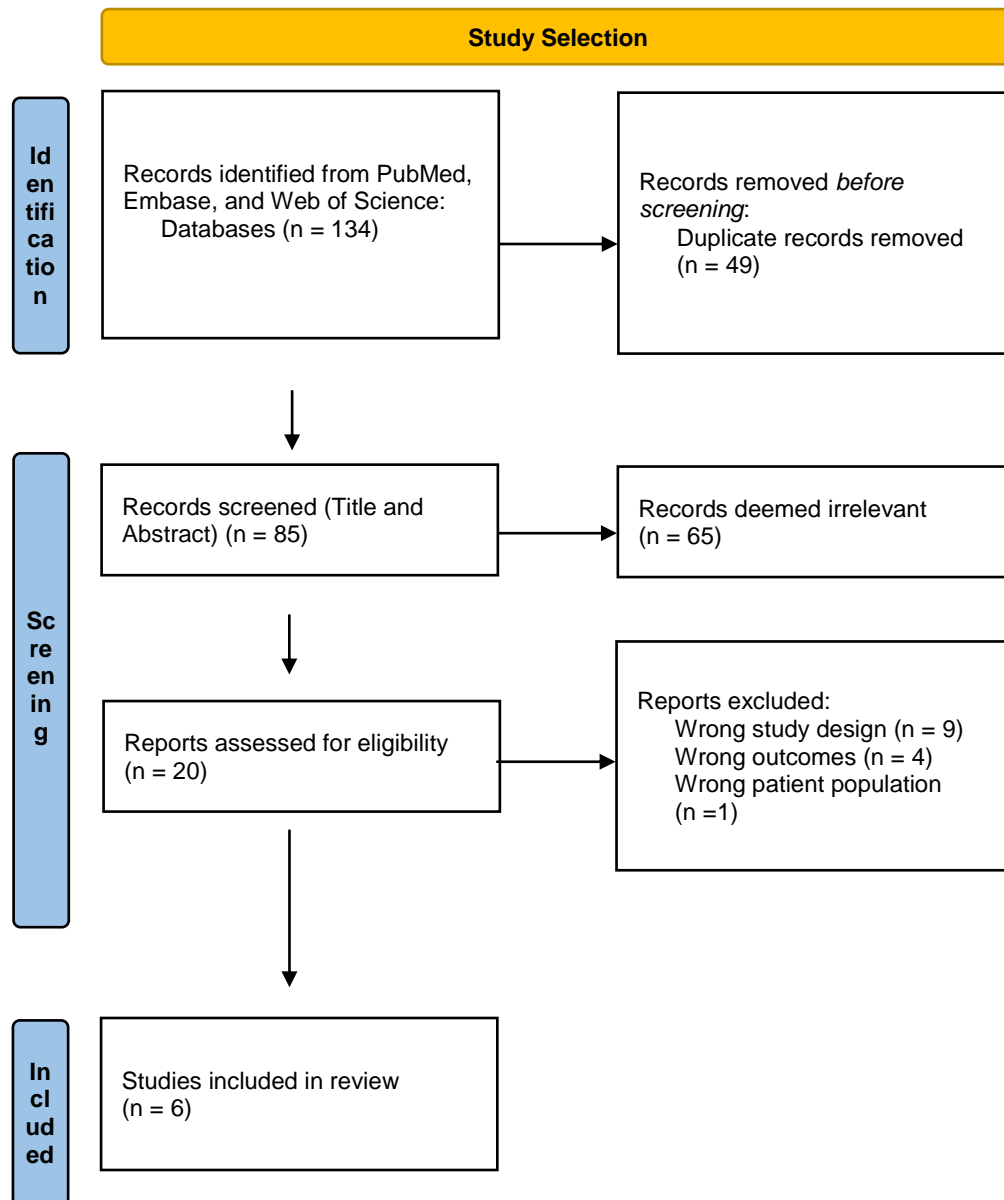 Study Selection
Id
en
tifi
ca
tio
n
Records identified from PubMed,
Embase, and Web of Science:
Databases (n = 134)
Records removed before
screening:
Duplicate records removed
(n = 49)
Sc
re
en
in
g
Records screened (Title and
Abstract) (n = 85)
Records deemed irrelevant
(n = 65)
Reports assessed for eligibility
(n = 20)
Reports excluded:
Wrong study design (n = 9)
Wrong outcomes (n = 4)
Wrong patient population
(n =1)
In
cl
ud
ed
Studies included in review
(n = 6)